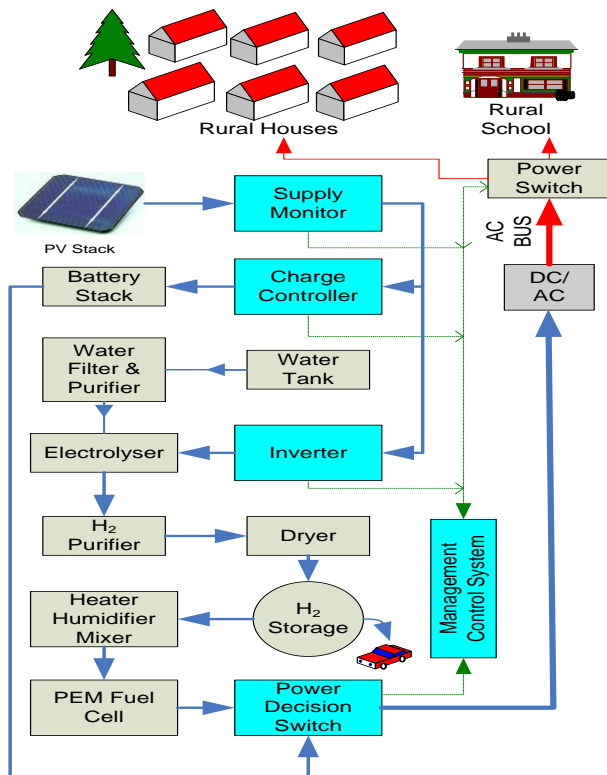 Rural Houses
Rural
School
Power
Switch
Supply
Monitor
PV Stack
AC
BUS
Battery
Stack
Charge
Controller
DC/
AC
Water
Filter &
Purifier
Water
Tank
Electrolyser
Inverter
H₂
Purifier
Dryer
Management
Control System
Heater
Humidifier
Mixer
H₂
Storage
PEM Fuel
Cell
Power
Decision
Switch